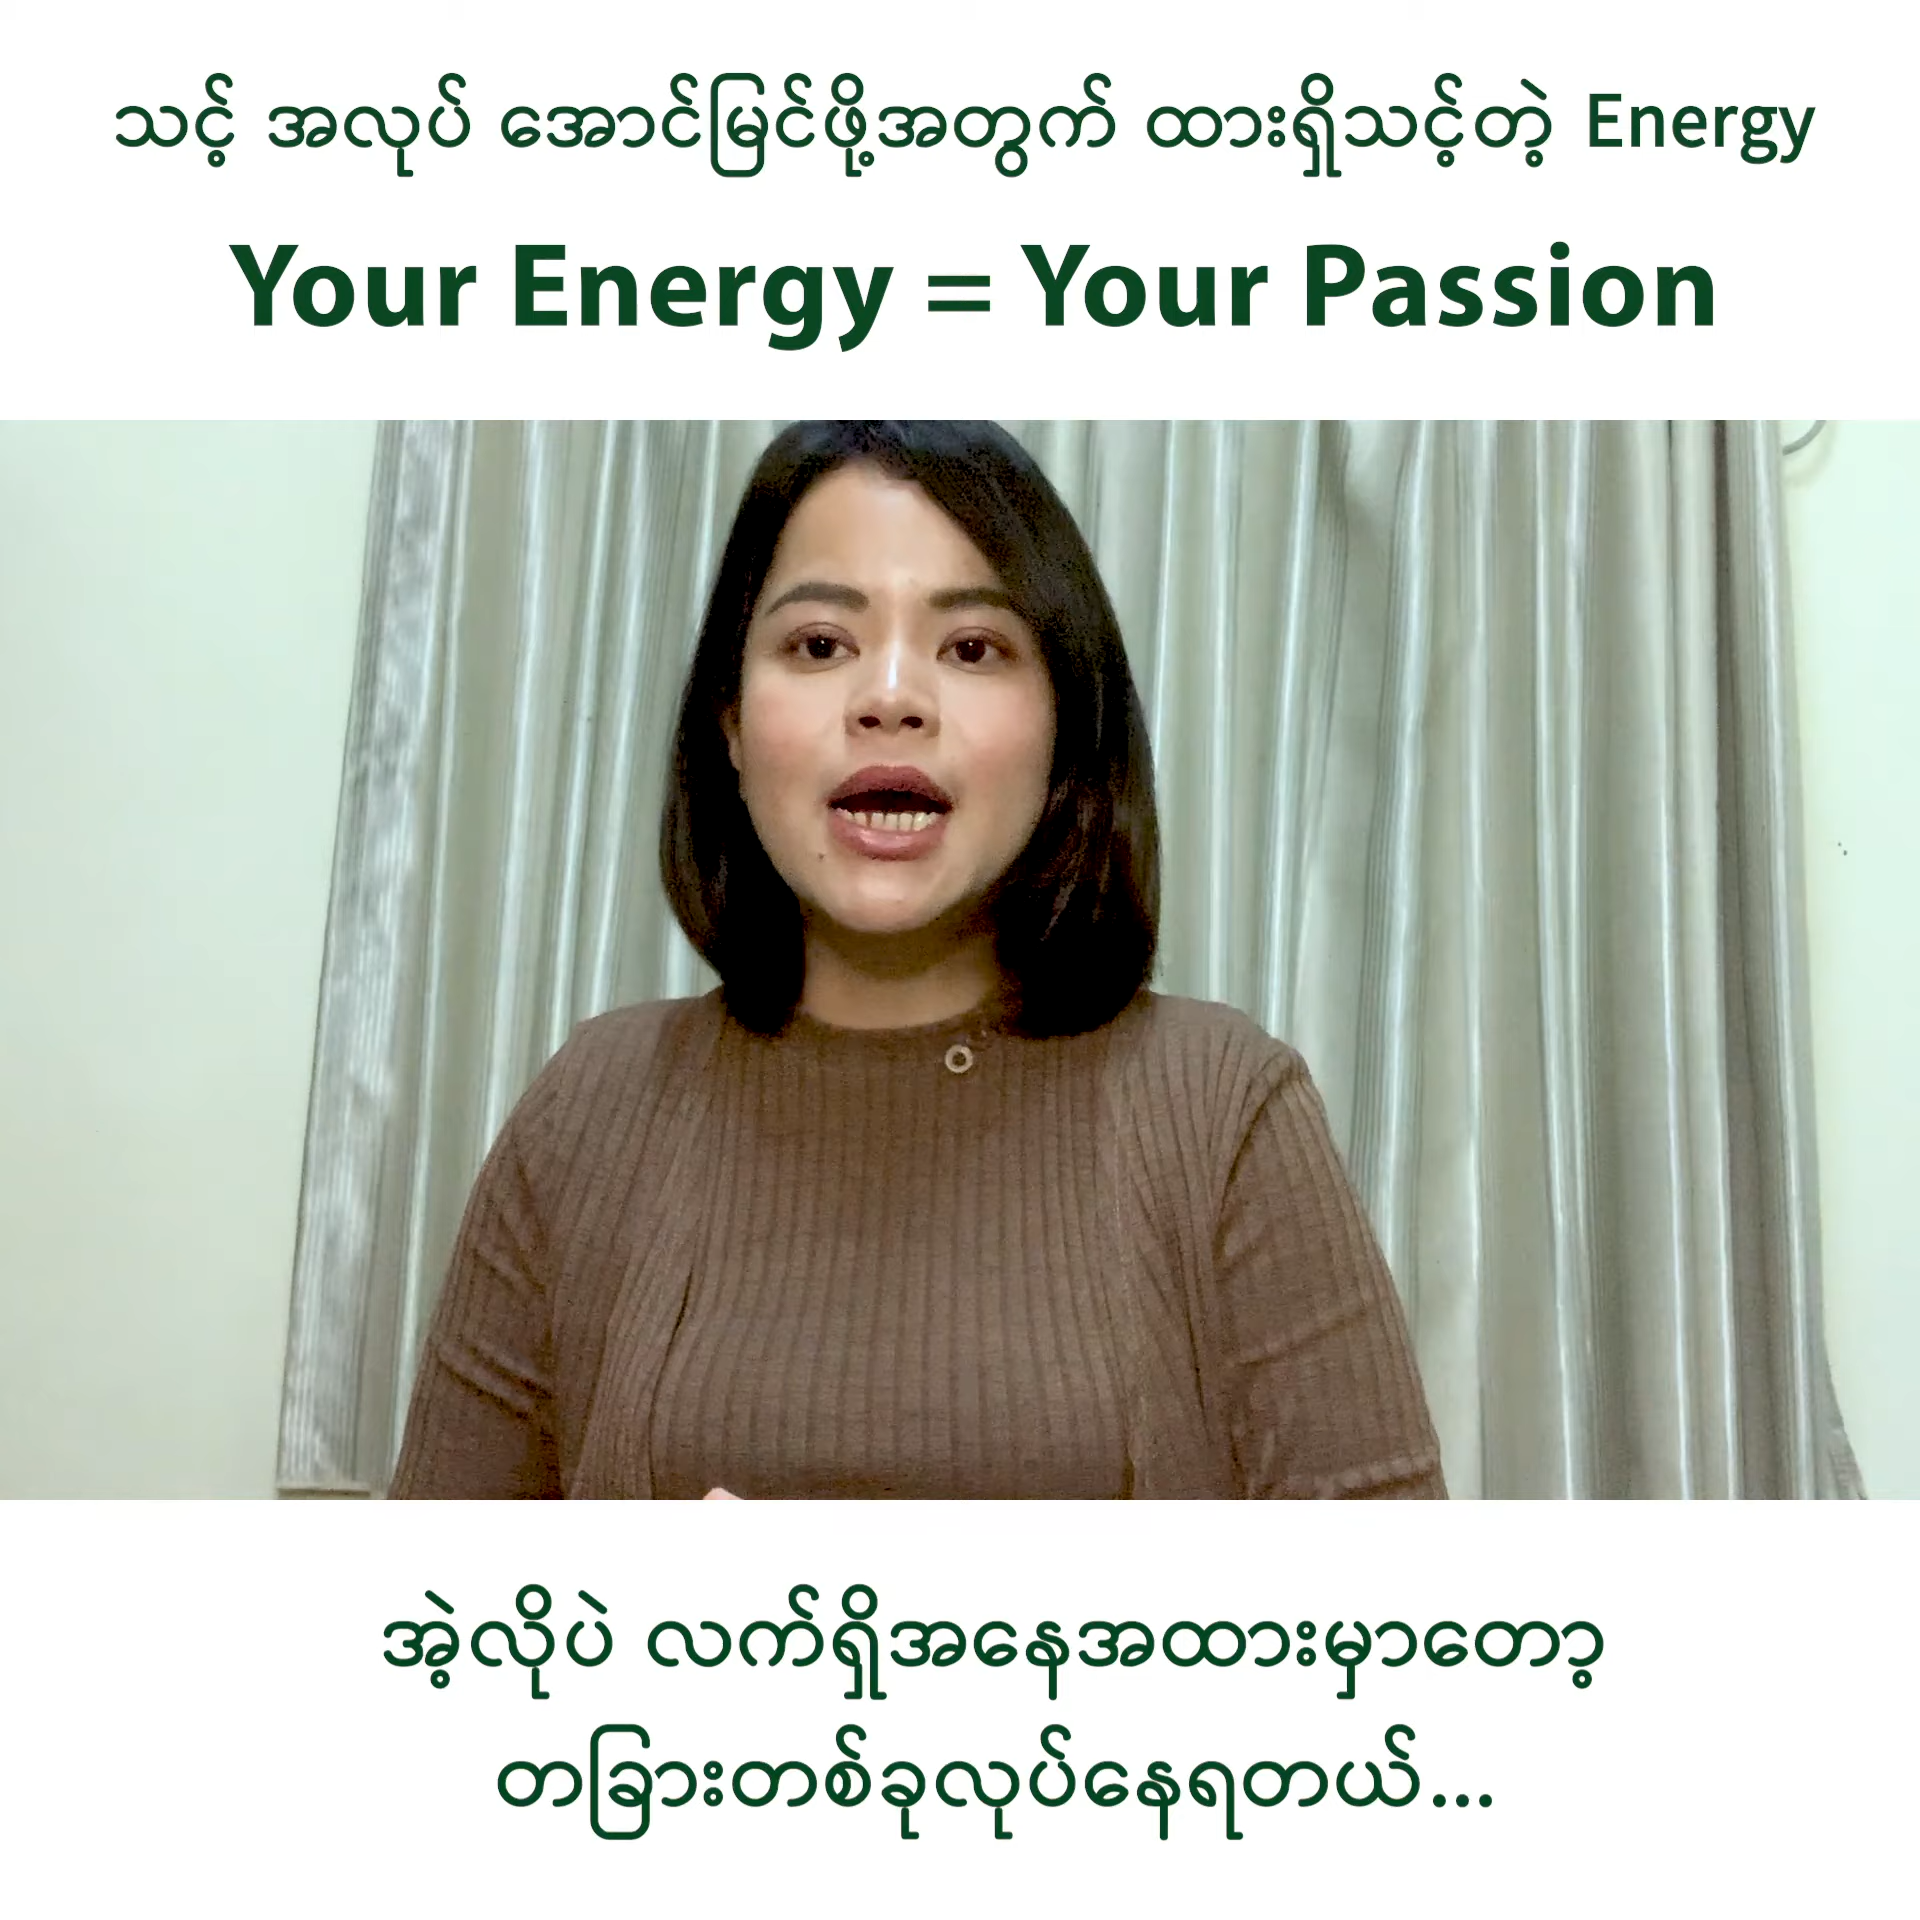 သင့် အလုပ် အောင်မြင်ဖို့အတွက် ထားရှိသင့်တဲ့ Energy
Your Energy = Your Passion
အဲ့လိုပဲ လက်ရှိအနေအထားမှာတော့
တခြားတစ်ခုလုပ်နေရတယ်...